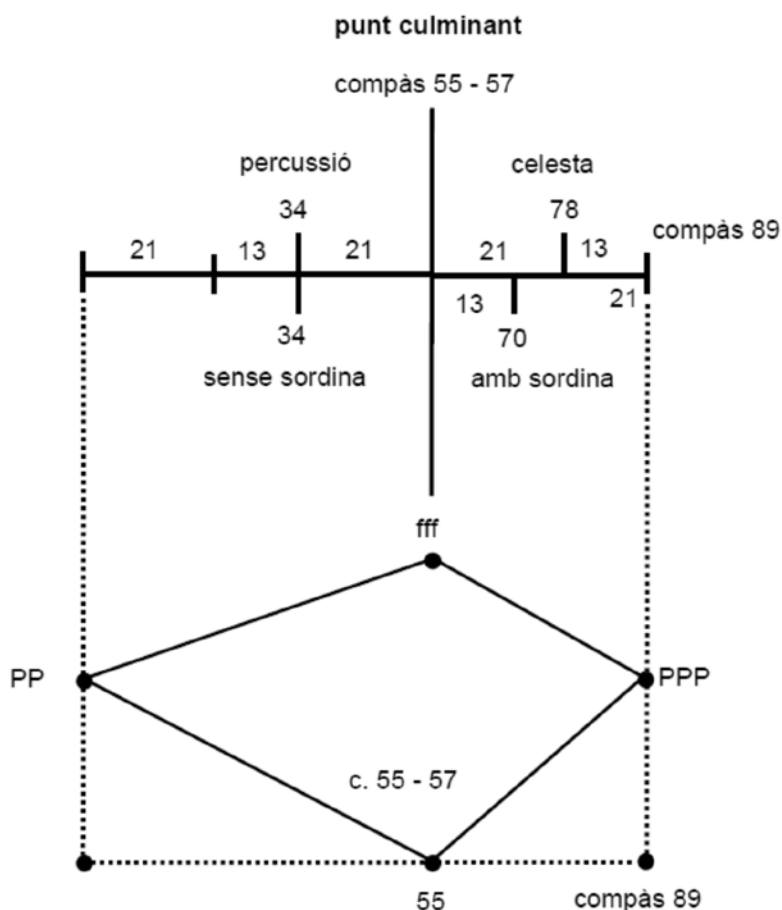 punt culminant
compàs 55 - 57
percussió
celesta
34
78
compàs 89
21
13
21
21
13
13
21
34
70
sense sordina
amb sordina
fff
PP
PPP
c. 55 - 57
55
compàs 89